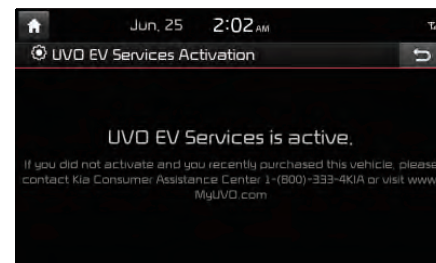 Jun, 25 2:02 AM
UVO EV Services Activation
UVO EV Services is active.
If you did not activate and you recently purchased this vehicle, please
contact Kia Consumer Assistance Center 1-(800)-333-4KIA or visit www
MyUVO.com